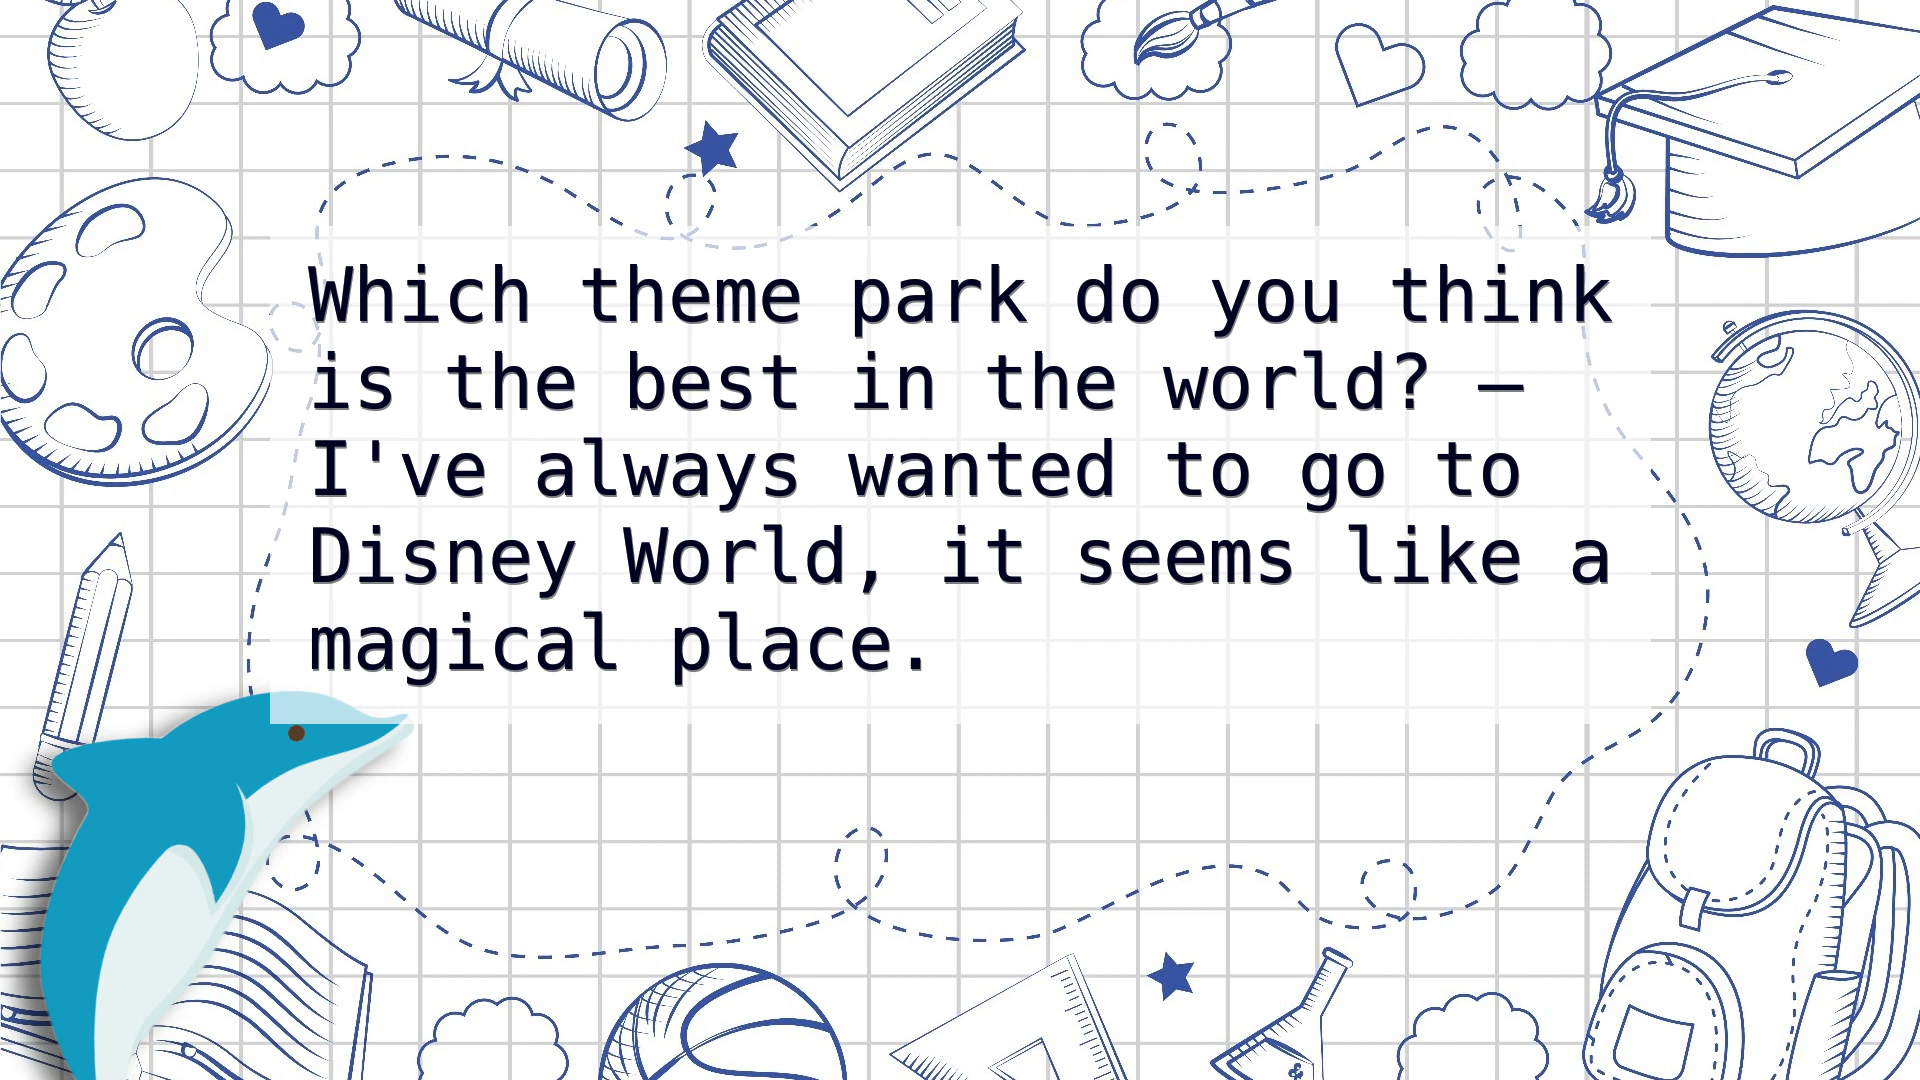 Which theme park do you think
is the best in the world? –
I've always wanted to go to
Disney World, it seems like a
magical place.